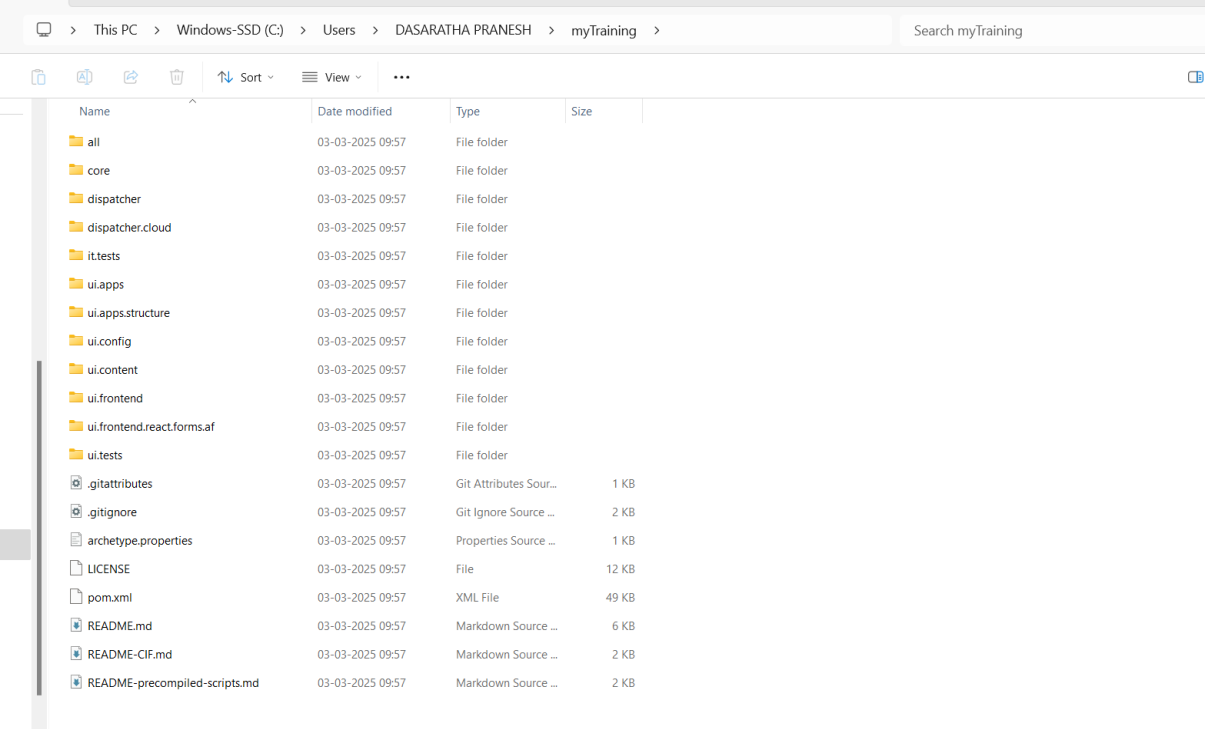 This PC > Windows-SSD (C:) > Users > DASARATHA PRANESH > myTraining >
Search myTraining
Sort View
Name Date modified Type Size
all 03-03-2025 09:57 File folder
core 03-03-2025 09:57 File folder
dispatcher 03-03-2025 09:57 File folder
dispatcher.cloud 03-03-2025 09:57 File folder
it.tests 03-03-2025 09:57 File folder
ui.apps 03-03-2025 09:57 File folder
ui.apps.structure 03-03-2025 09:57 File folder
ui.config 03-03-2025 09:57 File folder
ui.content 03-03-2025 09:57 File folder
ui.frontend 03-03-2025 09:57 File folder
ui.frontend.react.forms.af 03-03-2025 09:57 File folder
ui.tests 03-03-2025 09:57 File folder
.gitattributes 03-03-2025 09:57 Git Attributes Sour... 1 KB
.gitignore 03-03-2025 09:57 Git Ignore Source ... 2 KB
archetype.properties 03-03-2025 09:57 Properties Source ... 1 KB
LICENSE 03-03-2025 09:57 File 12 KB
pom.xml 03-03-2025 09:57 XML File 49 KB
README.md 03-03-2025 09:57 Markdown Source ... 6 KB
README-CIF.md 03-03-2025 09:57 Markdown Source ... 2 KB
README-precompiled-scripts.md 03-03-2025 09:57 Markdown Source ... 2 KB